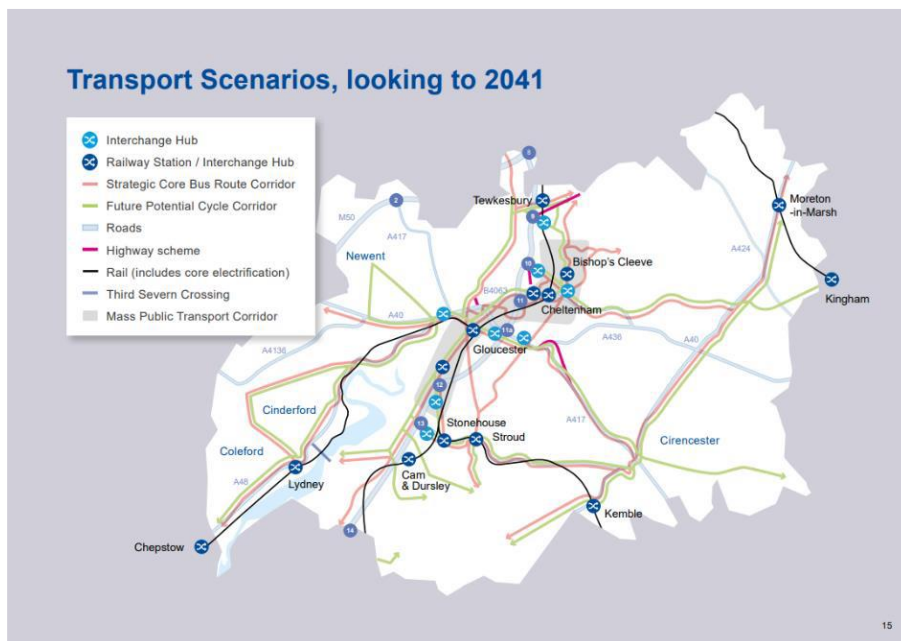 Transport Scenarios, looking to 2041
Interchange Hub
Railway Station / Interchange Hub
Strategic Core Bus Route Corridor
Future Potential Cycle Corridor
Roads
Highway scheme
Rail (includes core electrification)
Third Severn Crossing
Mass Public Transport Corridor
8
2
M50
A417
Tewkesbury
9
Moreton
-in-Marsh
Newent
10
Bishop's Cleeve
A424
Kingham
B4063
11
Cheltenham
A40
11a
Gloucester
A436
A40
A4136
12
Cinderford
A417
13
Stonehouse
Stroud
Cirencester
Coleford
Cam
& Dursley
A48
Lydney
Kemble
14
Chepstow
15